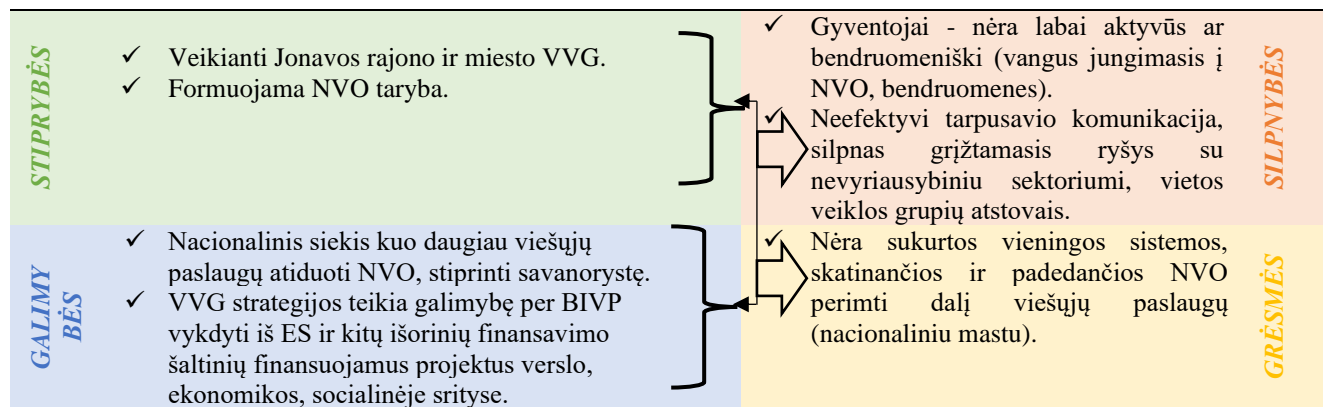 STIPRYBĖS
✓ Veikianti Jonavos rajono ir miesto VVG.
✓ Formuojama NVO taryba.
✓ Gyventojai - nėra labai aktyvūs ar
bendruomeniški (vangus jungimasis į
NVO, bendruomenes).
✓ Neefektyvi tarpusavio komunikacija,
silpnas grįžtamasis ryšys su
nevyriausybiniu sektoriumi, vietos
veiklos grupių atstovais.
SILPNYBĖS
GALIMY
BĖS
✓ Nacionalinis siekis kuo daugiau viešųjų
paslaugų atiduoti NVO, stiprinti savanorystę.
✓ VVG strategijos teikia galimybę per BIVP
vykdyti iš ES ir kitų išorinių finansavimo
šaltinių finansuojamus projektus verslo,
ekonomikos, socialinėje srityse.
✓ Nėra sukurtos vieningos sistemos,
skatinančios ir padedančios NVO
perimti dalį viešųjų paslaugų
(nacionaliniu mastu).
GRĖSMĖS